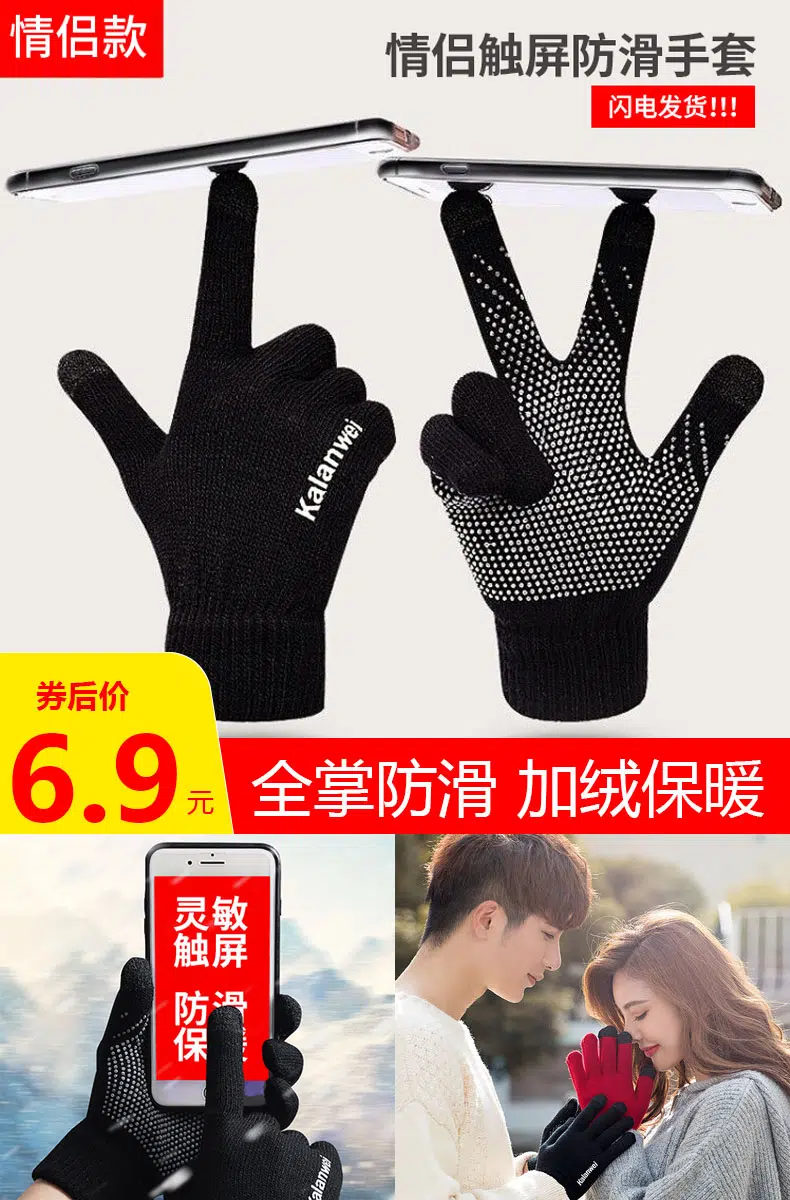 情侣款
情侣触屏防滑手套
闪电发货!!!
Kalanwei
券后价
6.9元
全掌防滑 加绒保暖
灵敏
触屏
防滑
保暖
Kalanwei
Kalanwei